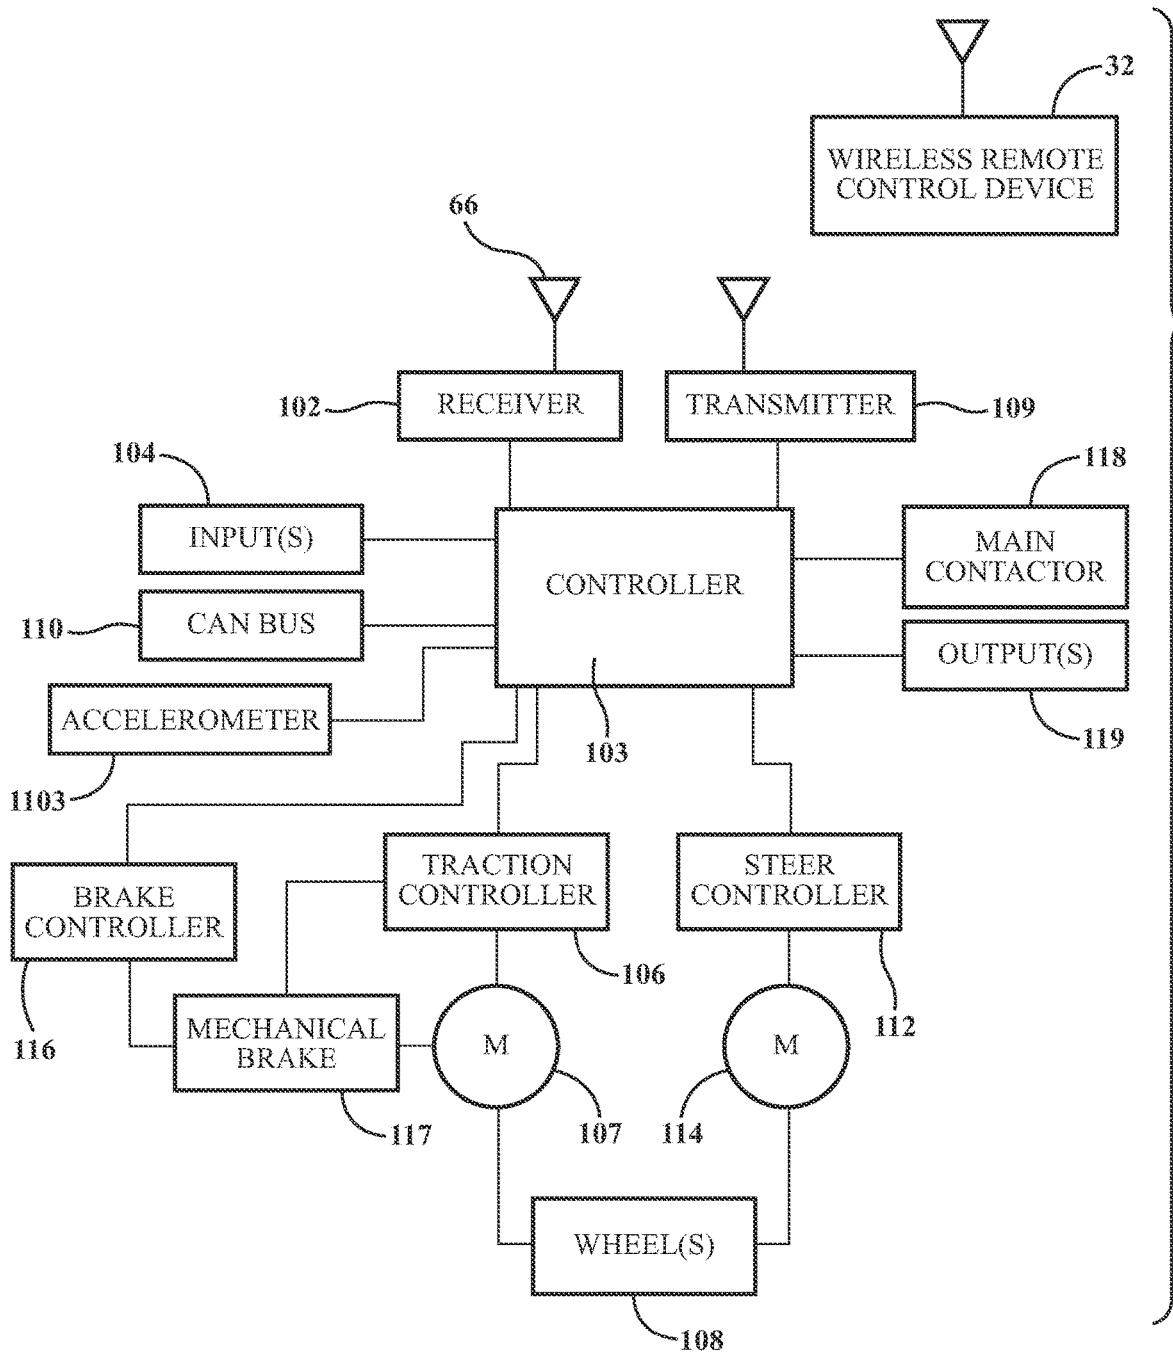 32
WIRELESS REMOTE
CONTROL DEVICE
66
102
RECEIVER
TRANSMITTER
109
104
118
INPUT(S)
MAIN
CONTACTOR
CONTROLLER
110
CAN BUS
OUTPUT(S)
ACCELEROMETER
103
119
1103
TRACTION
CONTROLLER
STEER
CONTROLLER
BRAKE
CONTROLLER
106
112
116
MECHANICAL
BRAKE
M
M
117
107
114
WHEEL(S)
108